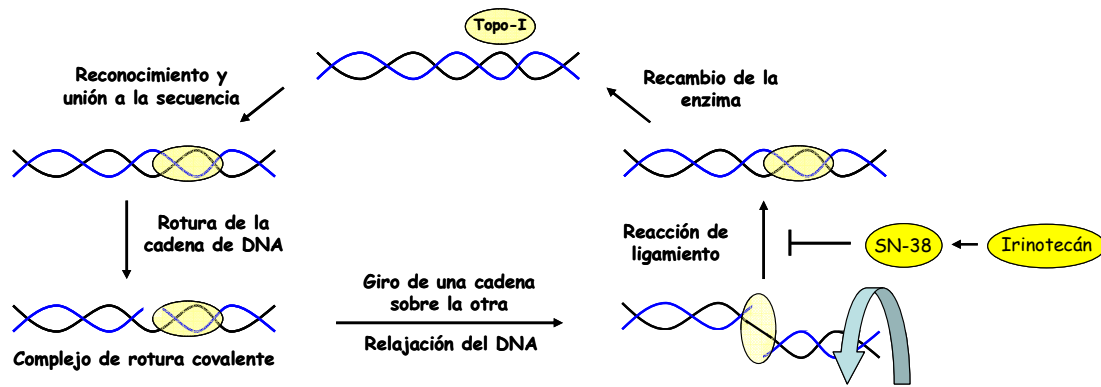 Topo-I
Reconocimiento y
unión a la secuencia
Recambio de la
enzima
Rotura de la
cadena de DNA
Reacción de
ligamiento
SN-38
Irinotecán
Giro de una cadena
sobre la otra
Relajación del DNA
Complejo de rotura covalente